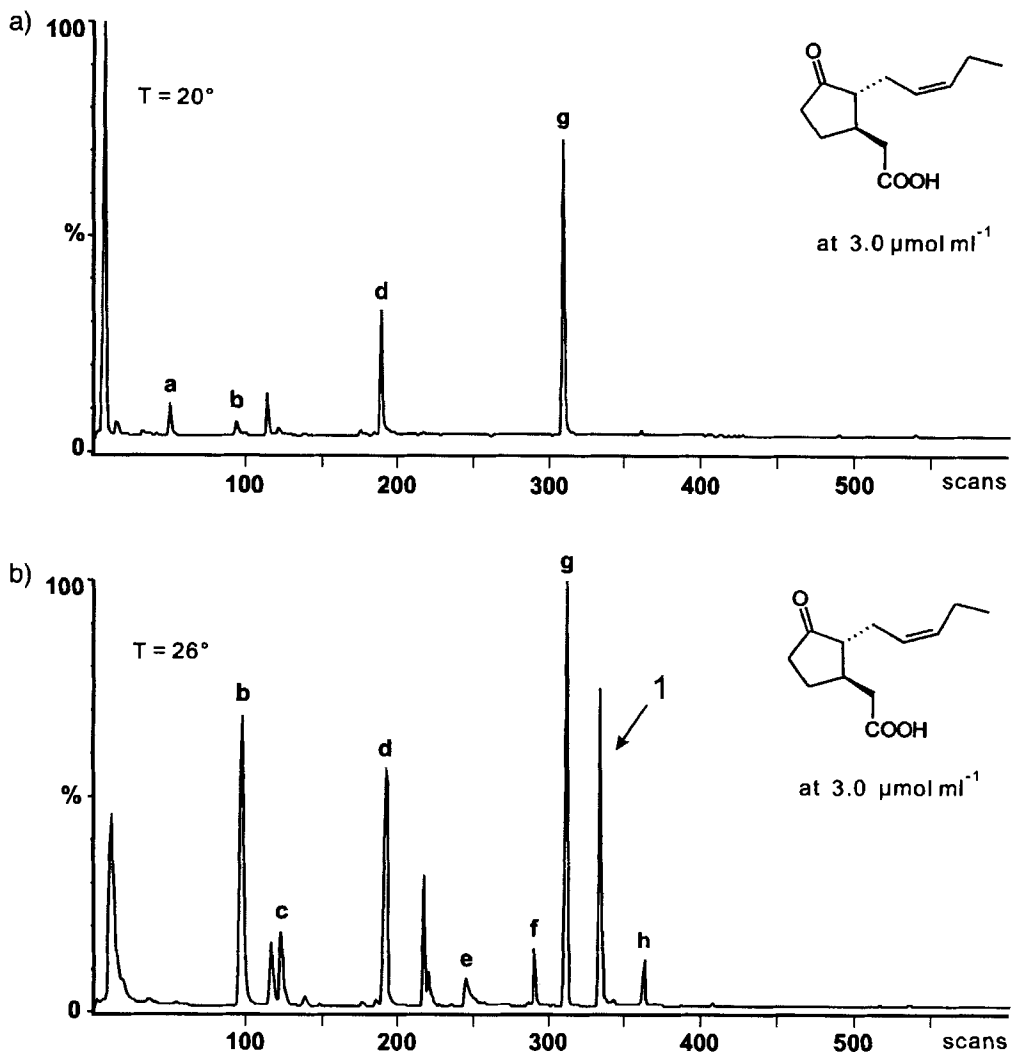 a)
100
T = 20°
g
O
COOH
at 3.0 µmol ml⁻¹
%
d
a
b
0
100
200
300
400
500
scans
b)
100
T = 26°
g
O
COOH
at 3.0 µmol ml⁻¹
1
b
d
%
c
e
f
h
0
100
200
300
400
500
scans